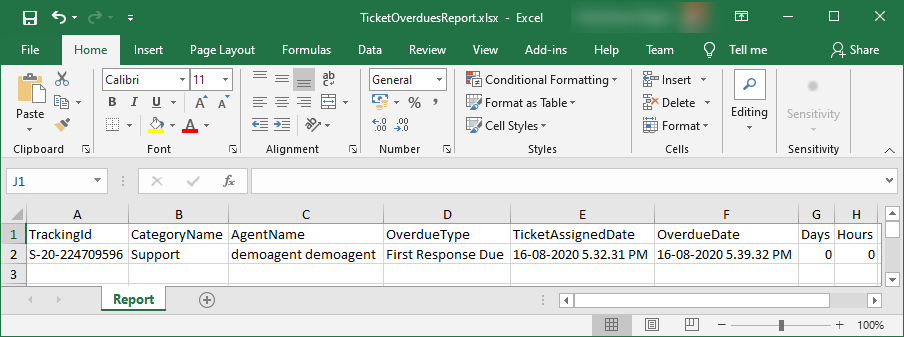 TicketOverduesReport.xlsx - Excel
File Home Insert Page Layout Formulas Data Review View Add-ins Help Team Tell me Share
Calibri 11 General Conditional Formatting Insert
Paste B I U A A ab c $ % , Format as Table Delete Editing Sensitivity
A A .00 .0 Cell Styles Format
Clipboard Font Alignment Number Styles Cells Sensitivity
J1 fx
A B C D E F G H
1 TrackingId CategoryName AgentName OverdueType TicketAssignedDate OverdueDate Days Hours
2 S-20-224709596 Support demoagent demoagent First Response Due 16-08-2020 5.32.31 PM 16-08-2020 5.39.32 PM 0 0
3
Report
100%